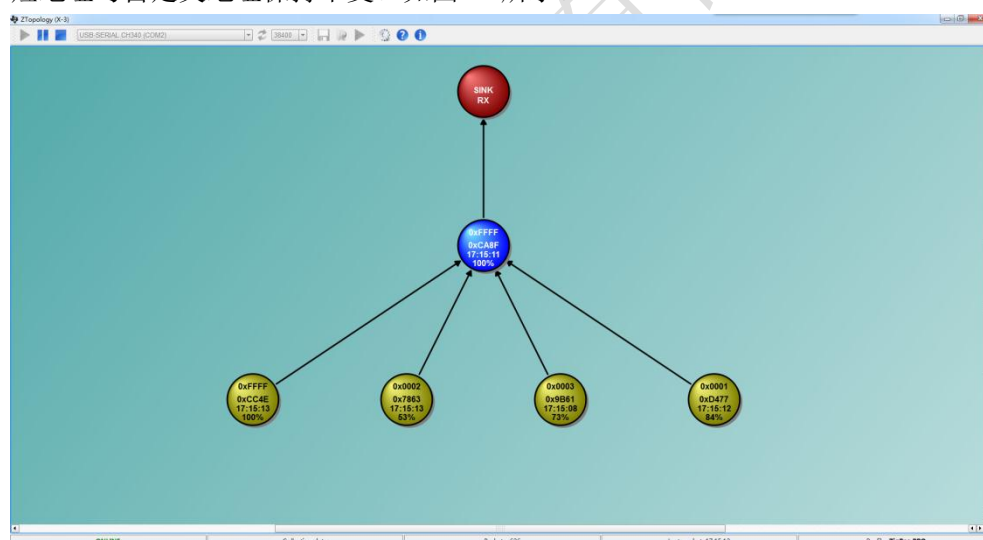 ZTopology (X-3)
USB-SERIAL CH340 (COM2)
38400
SINK
RX
0xFFFF
0xCA8F
17:15:11
100%
0xFFFF
0xCC4E
17:15:13
100%
0x0002
0x7863
17:15:13
53%
0x0003
0x9B61
17:15:08
73%
0x0001
0xD477
17:15:12
84%